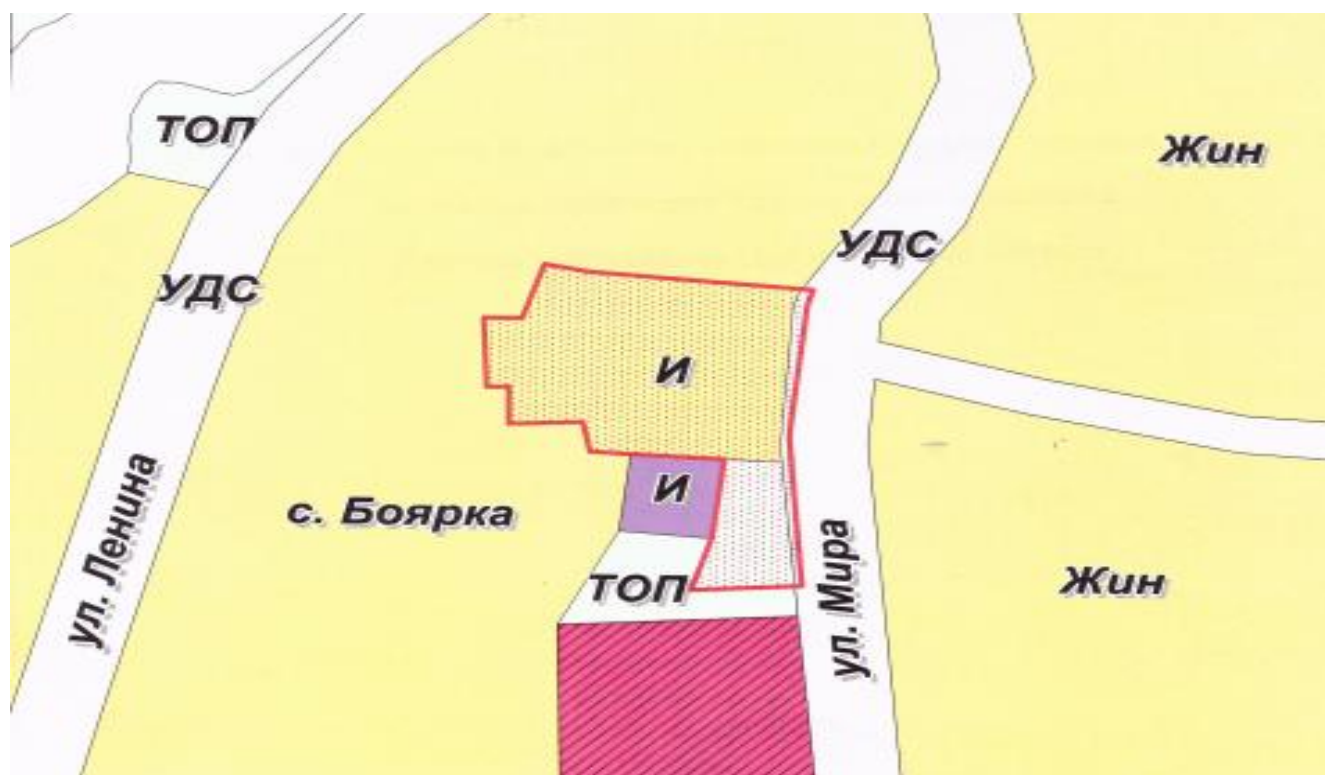 ТОП
Жин
УДС
УДС
И
И
с. Боярка
ул. Ленина
ТОП
ул. Мира
Жин